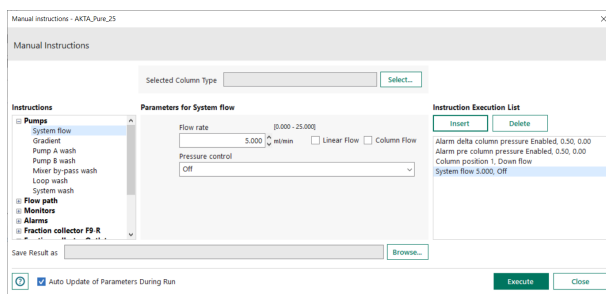 Manual instructions - AKTA_Pure_25
Manual Instructions
Selected Column Type
Select...
Instructions
Pumps
System flow
Gradient
Pump A wash
Pump B wash
Mixer by-pass wash
Loop wash
System wash
Flow path
Monitors
Alarms
Fraction collector F9-R
Parameters for System flow
Flow rate
[0.000 - 25.000]
5.000 ml/min
Linear Flow
Column Flow
Pressure control
Off
Instruction Execution List
Insert
Delete
Alarm delta column pressure Enabled, 0.50, 0.00
Alarm pre column pressure Enabled, 0.50, 0.00
Column position 1, Down flow
System flow 5.000, Off
Save Result as
Browse...
Auto Update of Parameters During Run
Execute
Close